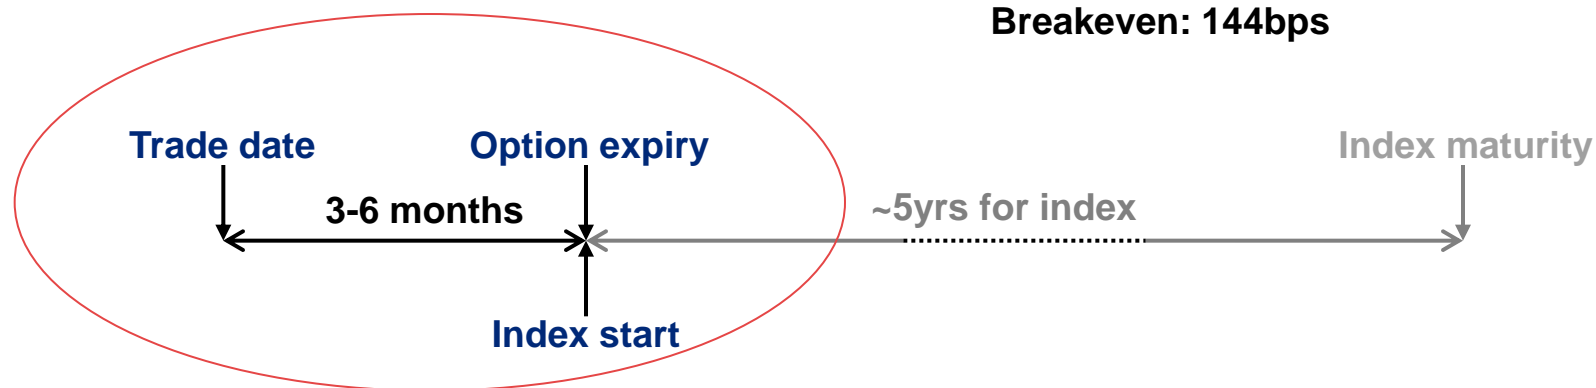 Breakeven: 144bps
Trade date
Option expiry
Index maturity
3-6 months
~5yrs for index
Index start